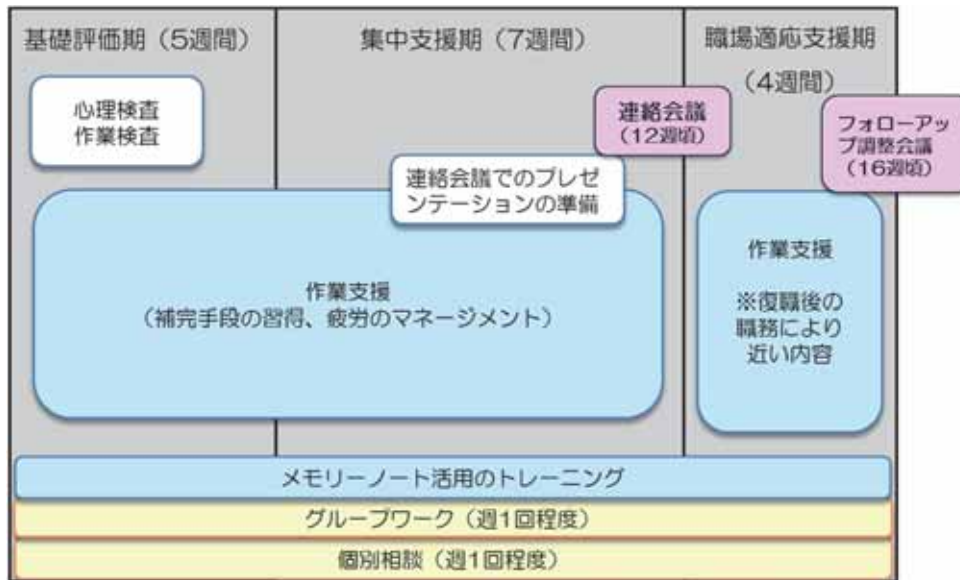 基礎評価期（5週間）
集中支援期（7週間）
職場適応支援期
（4週間）
心理検査
作業検査
連絡会議
（12週頃）
フォローアッ
プ調整会議
（16週頃）
連絡会議でのプレゼ
ンテーションの準備
作業支援
（補完手段の習得、疲労のマネージメント）
作業支援
※復職後の
職務により
近い内容
メモリーノート活用のトレーニング
グループワーク（週1回程度）
個別相談（週1回程度）